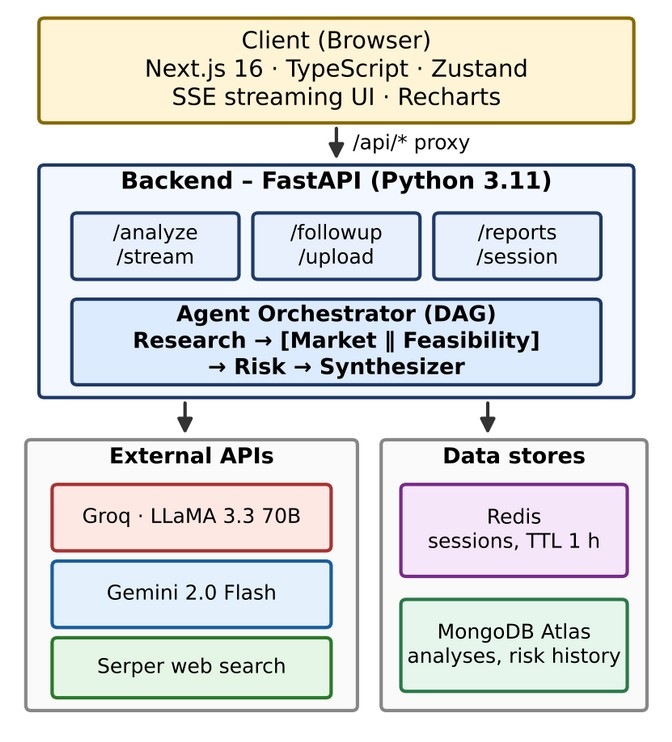 Client (Browser)
Next.js 16 · TypeScript · Zustand
SSE streaming UI · Recharts
/api/* proxy
Backend – FastAPI (Python 3.11)
/analyze
/stream
/followup
/upload
/reports
/session
Agent Orchestrator (DAG)
Research → [Market ∥ Feasibility]
→ Risk → Synthesizer
External APIs
Groq · LLaMA 3.3 70B
Gemini 2.0 Flash
Serper web search
Data stores
Redis
sessions, TTL 1 h
MongoDB Atlas
analyses, risk history